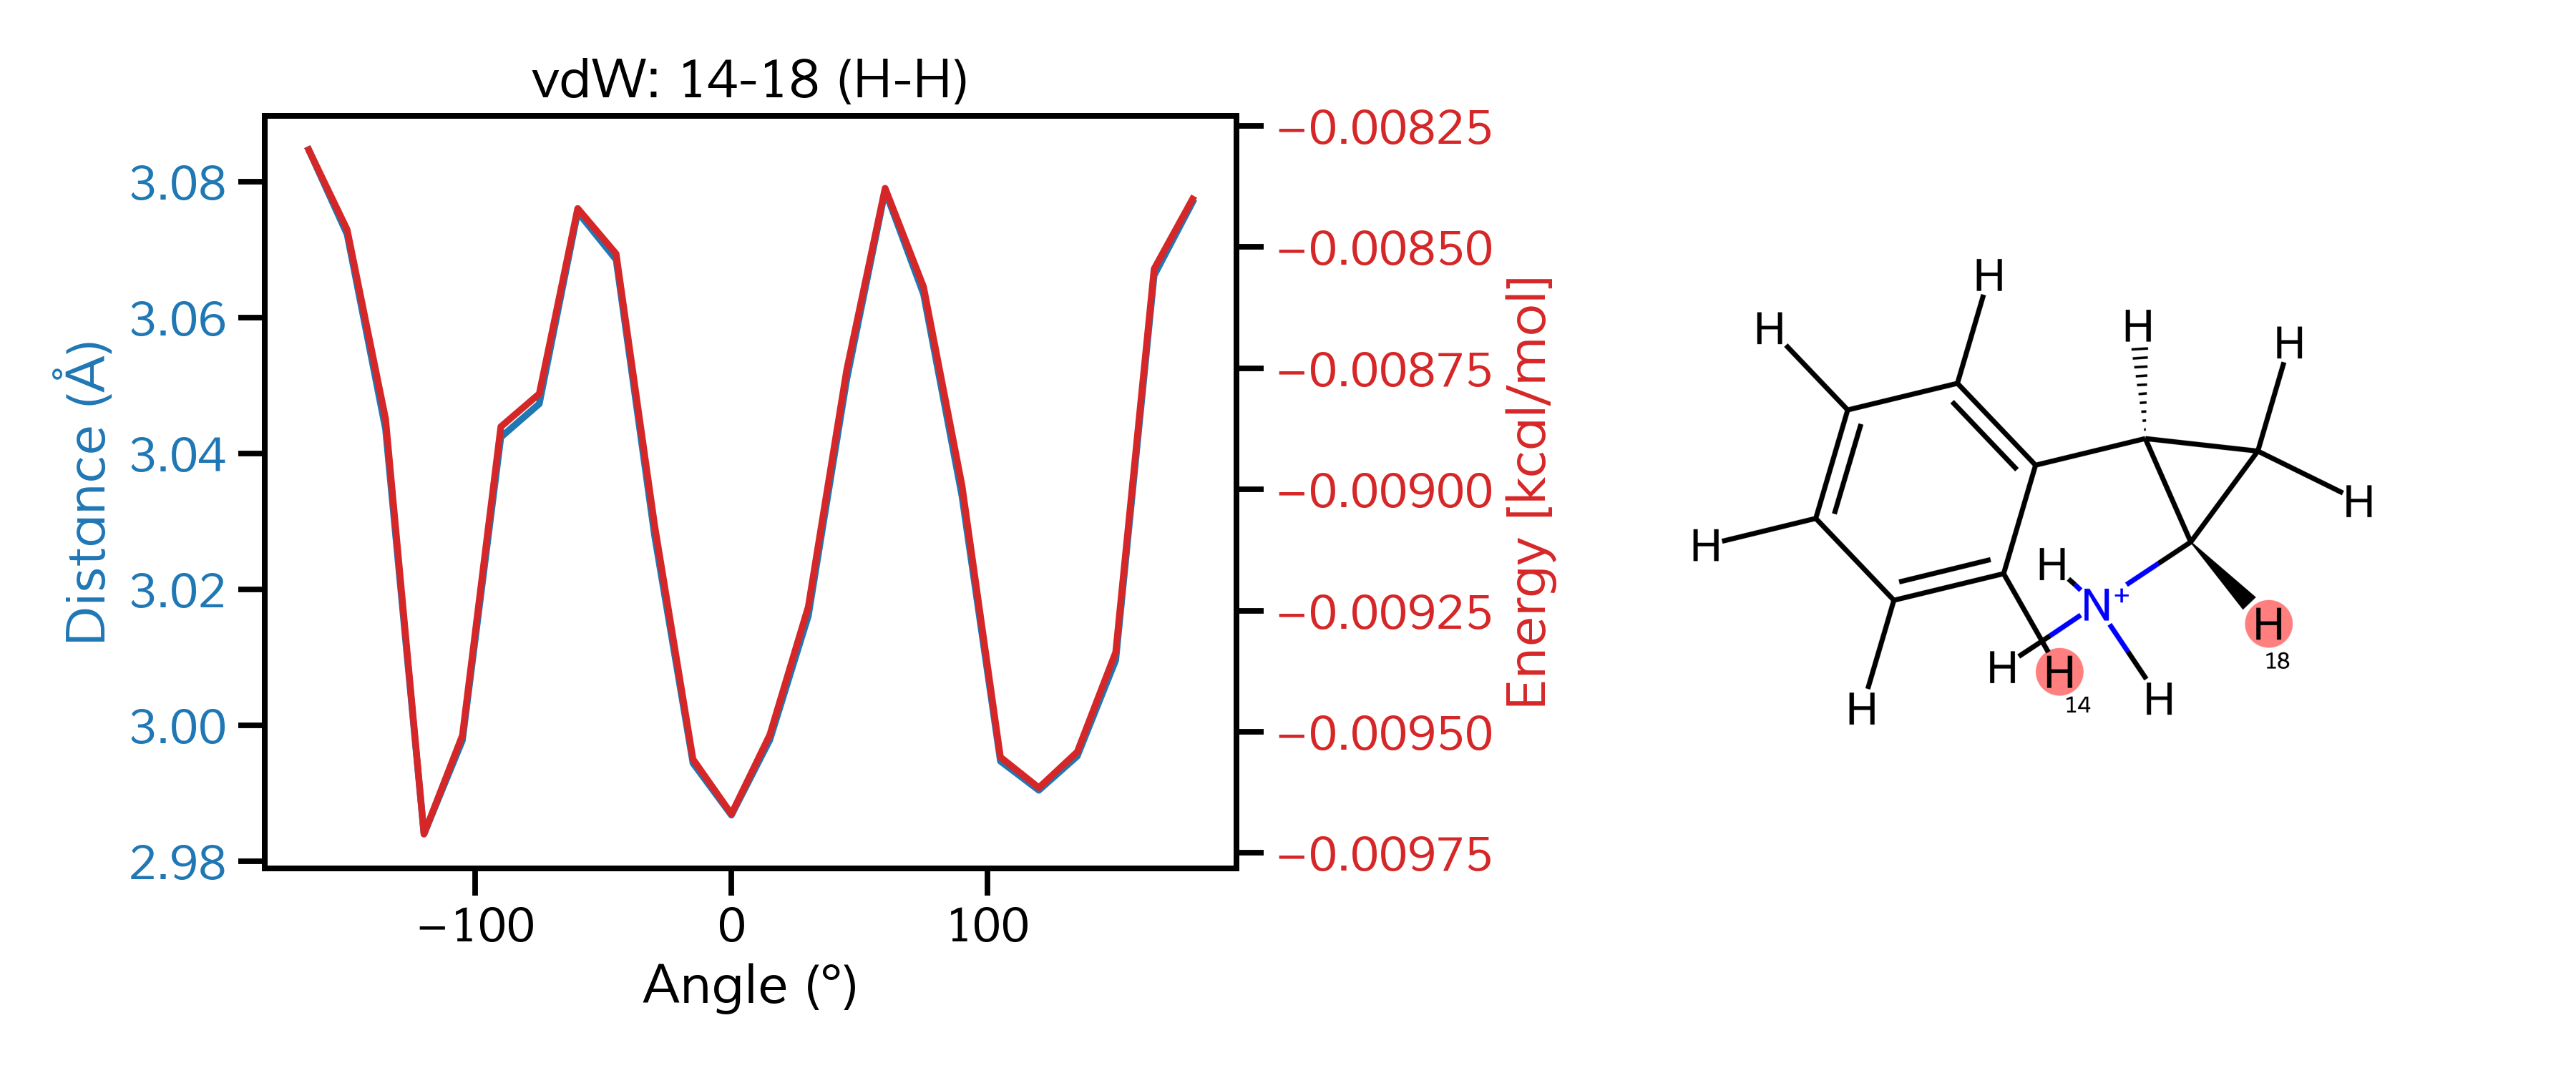 vdW: 14-18 (H-H)
Distance (Å)
3.08
3.06
3.04
3.02
3.00
2.98
−100
0
100
Angle (°)
−0.00825
−0.00850
−0.00875
−0.00900
−0.00925
−0.00950
−0.00975
Energy [kcal/mol]
H
H
H
H
H
H
H
N+
H
18
H
H
14
H
H